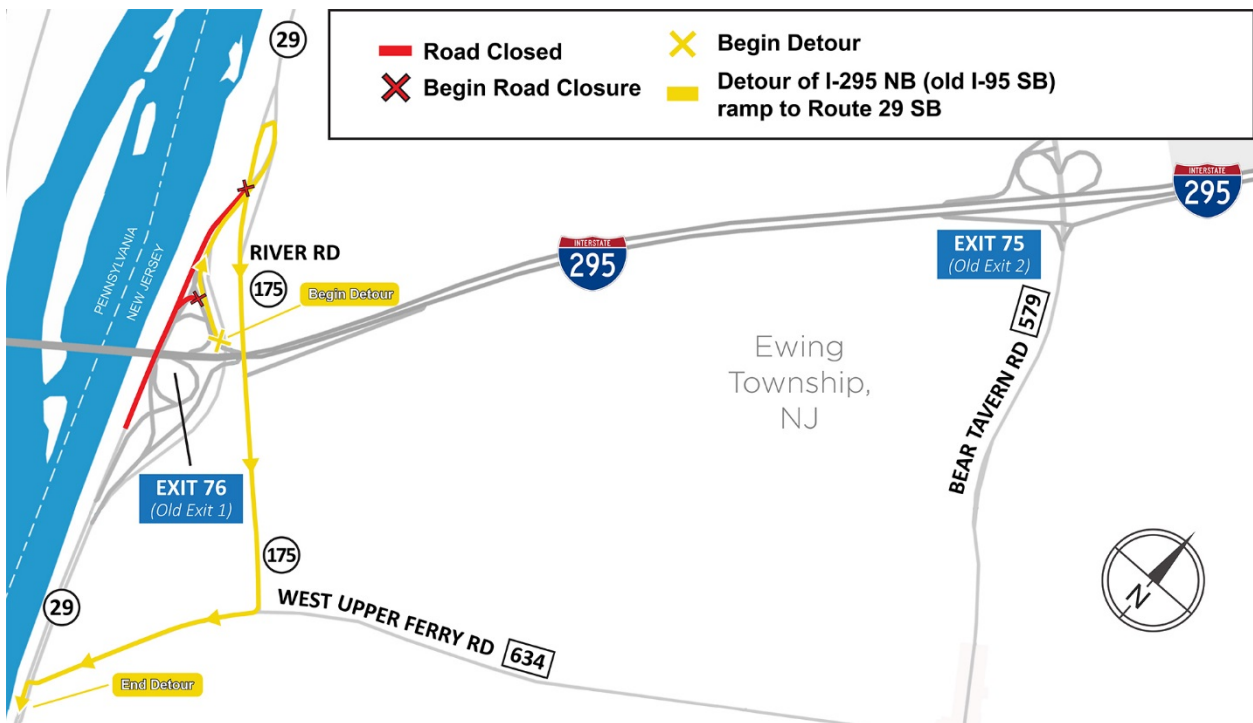 29
Road Closed
Begin Road Closure
Begin Detour
Detour of I-295 NB (old I-95 SB)
ramp to Route 29 SB
INTERSTATE
295
INTERSTATE
295
PENNSYLVANIA
NEW JERSEY
RIVER RD
175
Begin Detour
EXIT 75
(Old Exit 2)
579
BEAR TAVERN RD
Ewing
Township,
NJ
EXIT 76
(Old Exit 1)
175
WEST UPPER FERRY RD
634
29
End Detour
N